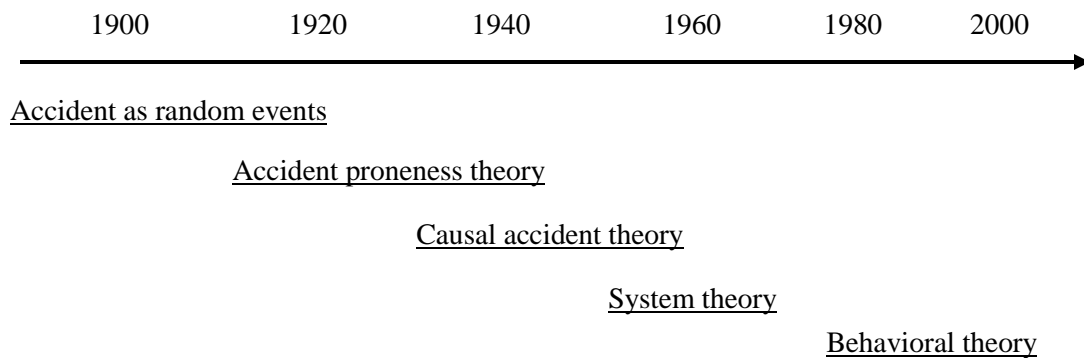 1900 1920 1940 1960 1980 2000
Accident as random events
Accident proneness theory
Causal accident theory
System theory
Behavioral theory